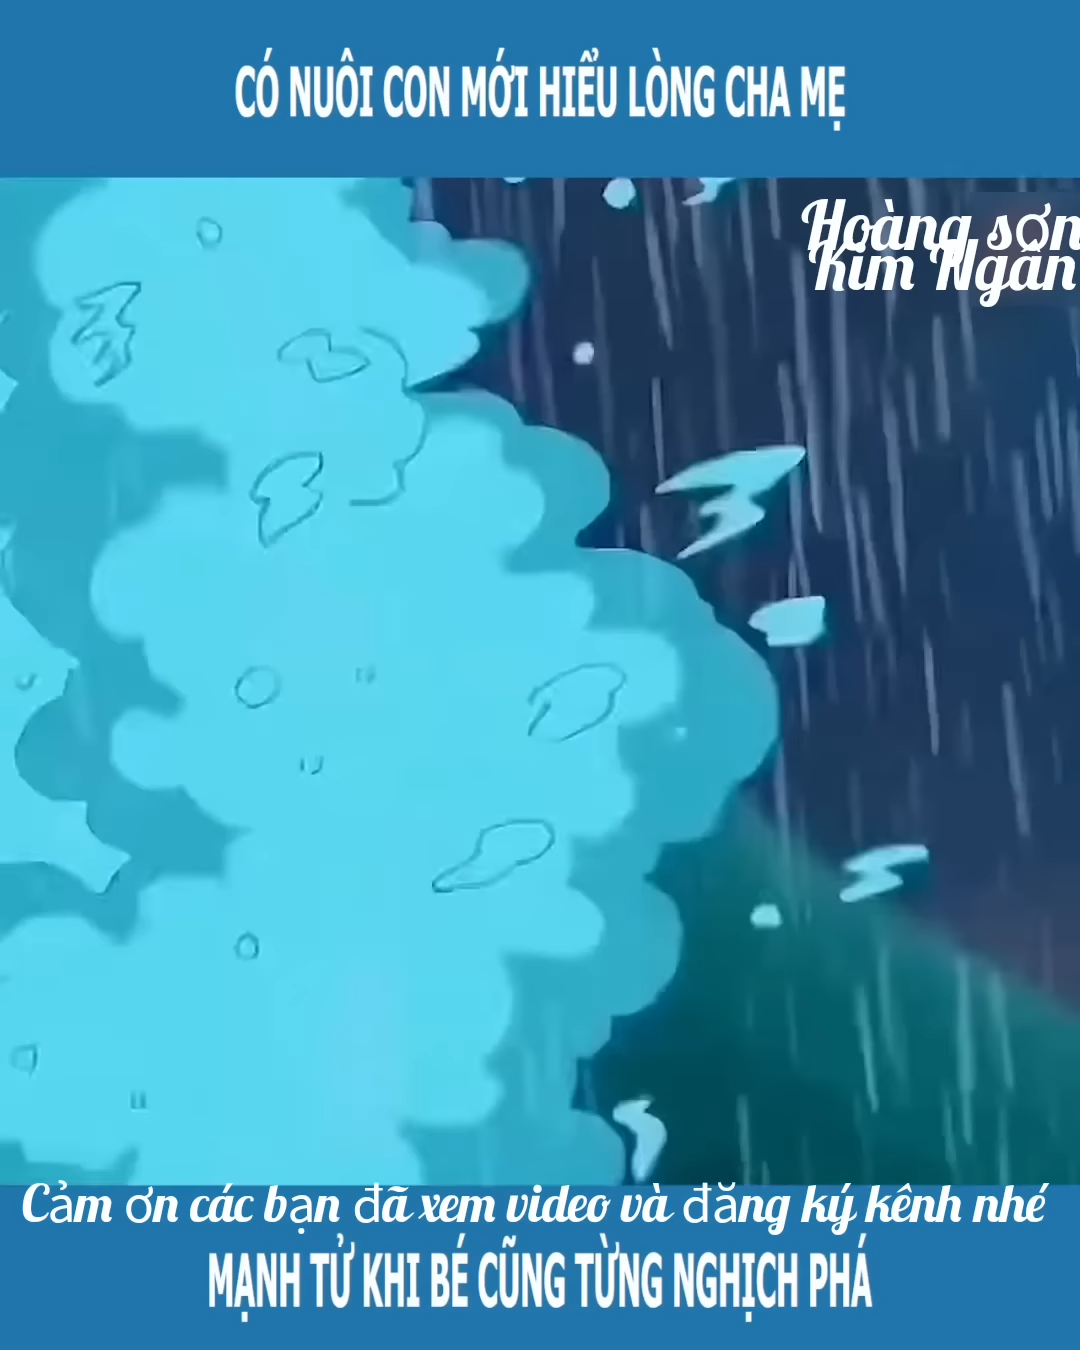 CÓ NUÔI CON MỚI HIỂU LÒNG CHA MẸ
Hoàng sơn
Kim Ngân
Cảm ơn các bạn đã xem video và đăng ký kênh nhé
MẠNH TỬ KHI BÉ CŨNG TỪNG NGHỊCH PHÁ